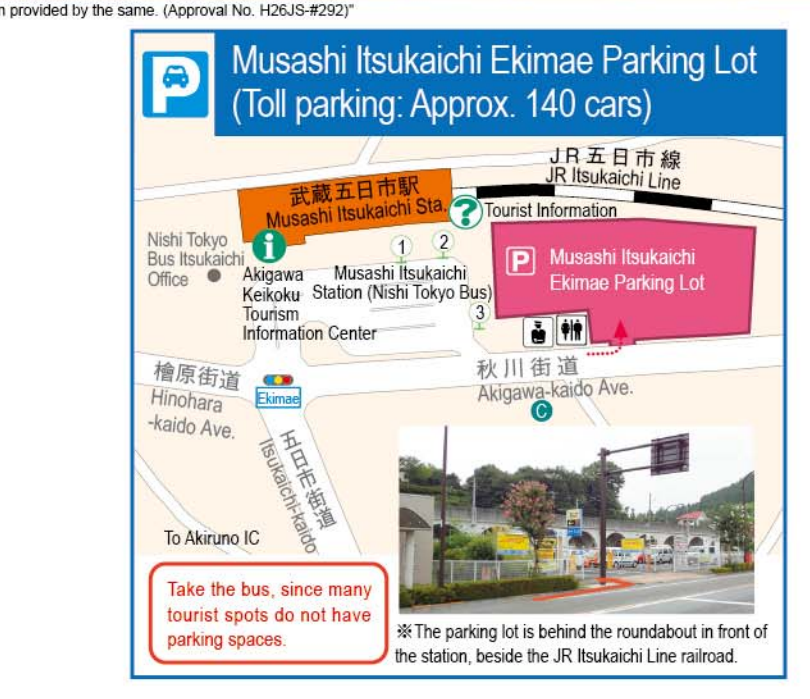 n provided by the same. (Approval No. H26JS-#292)"
P
Musashi Itsukaichi Ekimae Parking Lot
(Toll parking: Approx. 140 cars)
JR五日市線
JR Itsukaichi Line
武蔵五日市駅
Musashi Itsukaichi Sta.
?
Tourist Information
Nishi Tokyo
Bus Itsukaichi
Office
i
Akigawa
Keikoku
Tourism
Information Center
1
2
Musashi Itsukaichi
Station (Nishi Tokyo Bus)
3
P
Musashi Itsukaichi
Ekimae Parking Lot
檜原街道
Hinohara
-kaido Ave.
Ekimae
秋川街道
Akigawa-kaido Ave.
C
五日市街道
Itsukaichi-kaido
To Akiruno IC
Take the bus, since many
tourist spots do not have
parking spaces.
※The parking lot is behind the roundabout in front of
the station, beside the JR Itsukaichi Line railroad.